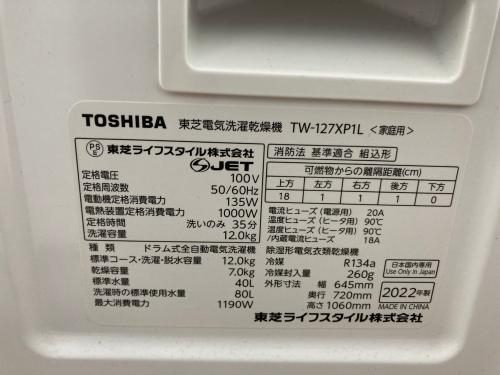 TOSHIBA 東芝電気洗濯乾燥機 TW-127XP1L <家庭用>
PS E 東芝ライフスタイル株式会社
JET
定格電圧 100V
定格周波数 50/60Hz
電動機定格消費電力 135W
電熱装置定格消費電力 1000W
定格時間 洗いのみ 35分
洗濯容量 12.0kg
消防法 基準適合 組込形
可燃物からの離隔距離(cm)
上方 左方 右方 後方 下方
18 1 1 1 0
電流ヒューズ(電源用) 20A
温度ヒューズ(ヒータ用) 90℃
温度ヒューズ(ヒータ用) 90℃
/内蔵電流ヒューズ 18A
種類 ドラム式全自動電気洗濯機
標準コース・洗濯・脱水容量 12.0kg
乾燥容量 7.0kg
標準水量 40L
洗濯時の標準使用水量 80L
最大消費電力 1190W
除湿形電気衣類乾燥機
冷媒 R134a
冷媒封入量 260g
外形寸法 幅 645mm
奥行 720mm
高さ 1060mm
日本国内専用
Use Only in Japan
2022年製
MADE IN CHINA
東芝ライフスタイル株式会社